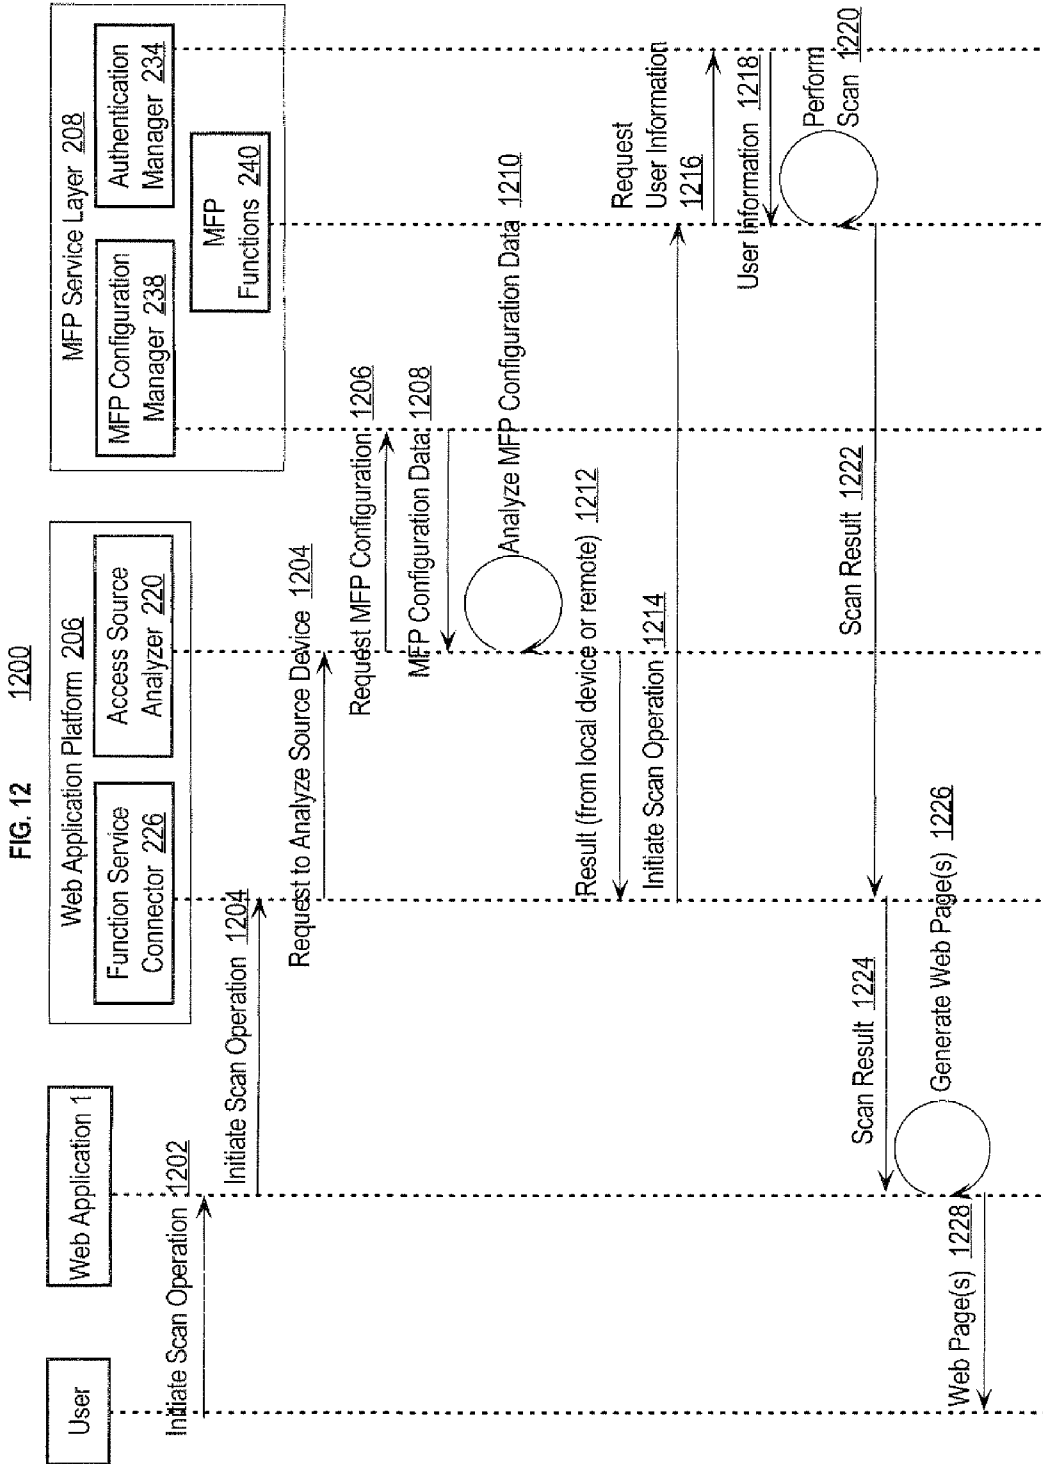 FIG. 12
1200
User
Web Application 1
Web Application Platform 206
Function Service
Connector 226
Access Source
Analyzer 220
MFP Service Layer 208
MFP Configuration
Manager 238
Authentication
Manager 234
MFP
Functions 240
Initiate Scan Operation 1202
Initiate Scan Operation 1204
Request to Analyze Source Device 1204
Request MFP Configuration 1206
MFP Configuration Data 1208
Analyze MFP Configuration Data 1210
Result (from local device or remote) 1212
Initiate Scan Operation 1214
Request
User Information
1216
User Information 1218
Perform
Scan 1220
Scan Result 1222
Scan Result 1224
Generate Web Page(s) 1226
Web Page(s) 1228